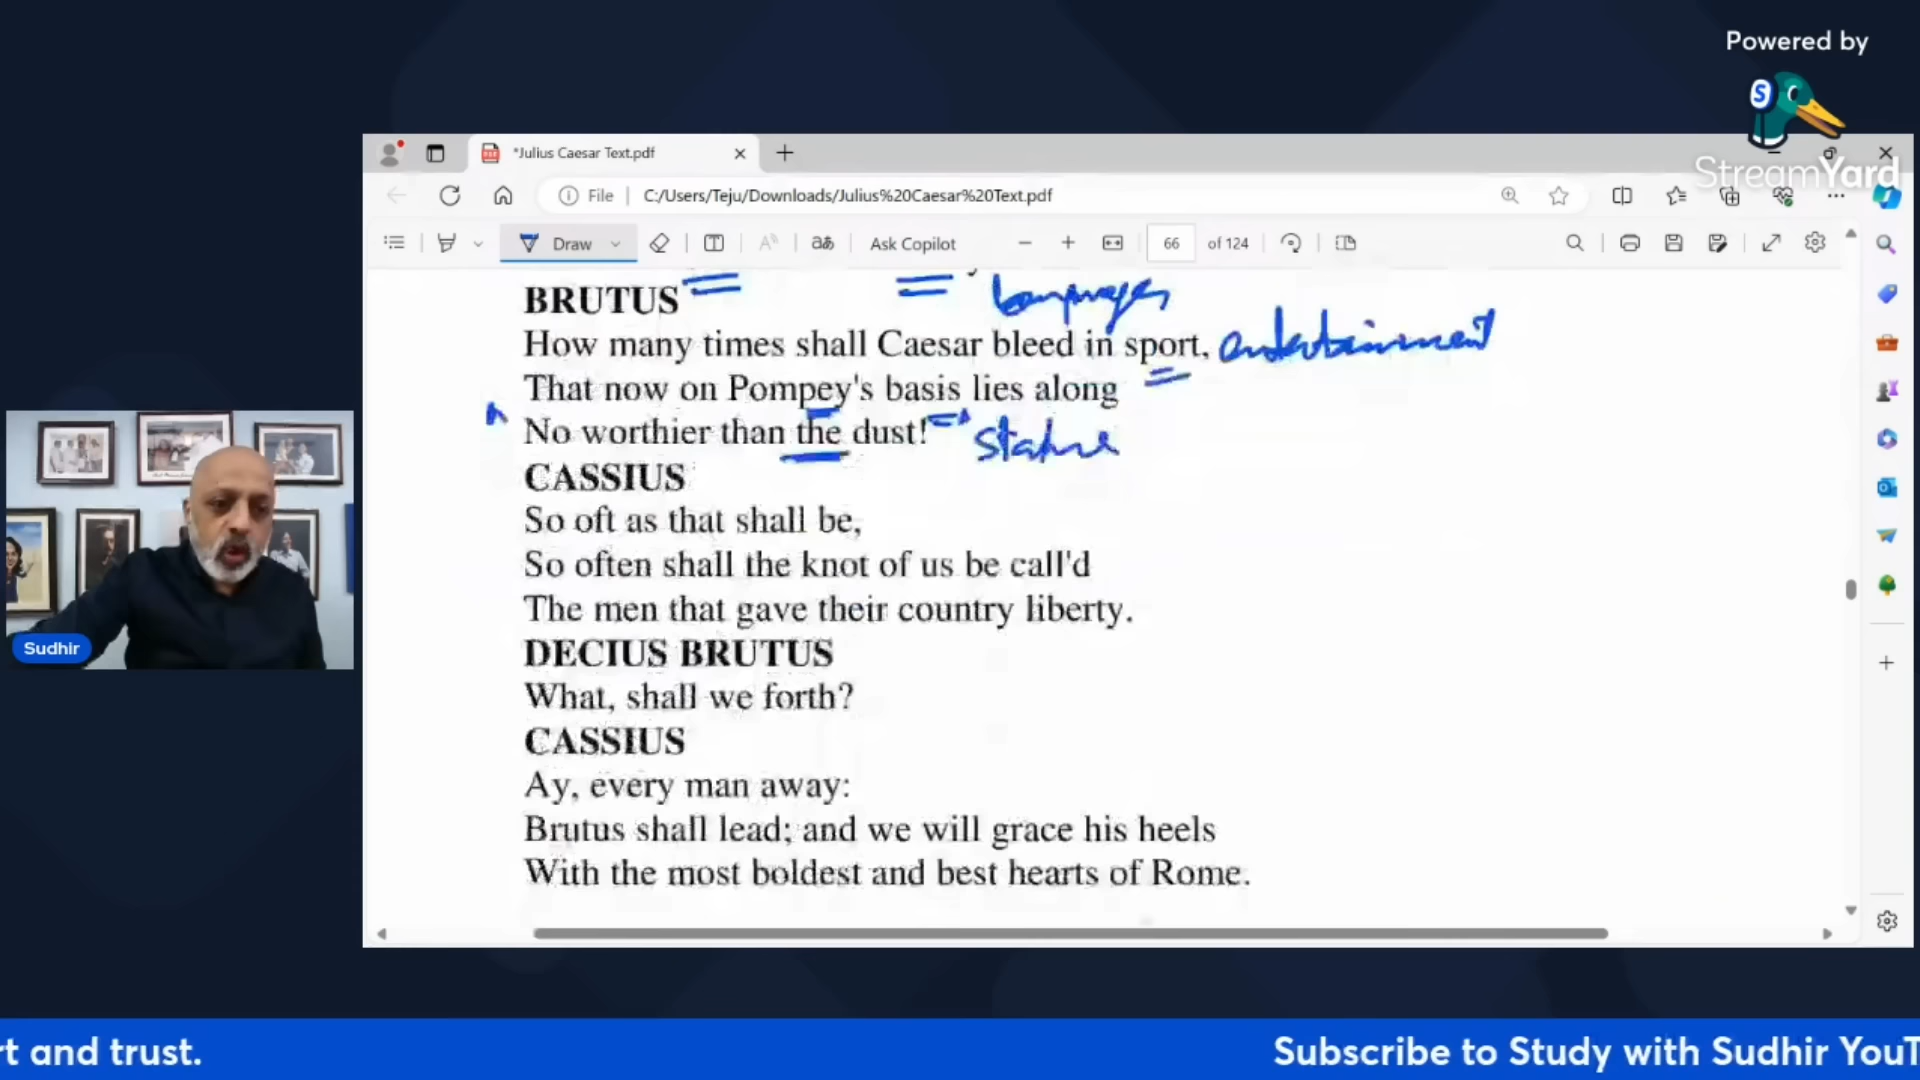 Powered by
StreamYard
*Julius Caesar Text.pdf
File
C:/Users/Teju/Downloads/Julius%20Caesar%20Text.pdf
Draw
aあ
Ask Copilot
66 of 124
BRUTUS
languages
How many times shall Caesar bleed in sport, entertainment
That now on Pompey's basis lies along
No worthier than the dust! statue
CASSIUS
So oft as that shall be,
So often shall the knot of us be call'd
The men that gave their country liberty.
DECIUS BRUTUS
What, shall we forth?
CASSIUS
Ay, every man away:
Brutus shall lead; and we will grace his heels
With the most boldest and best hearts of Rome.
Sudhir
rt and trust.
Subscribe to Study with Sudhir YouT